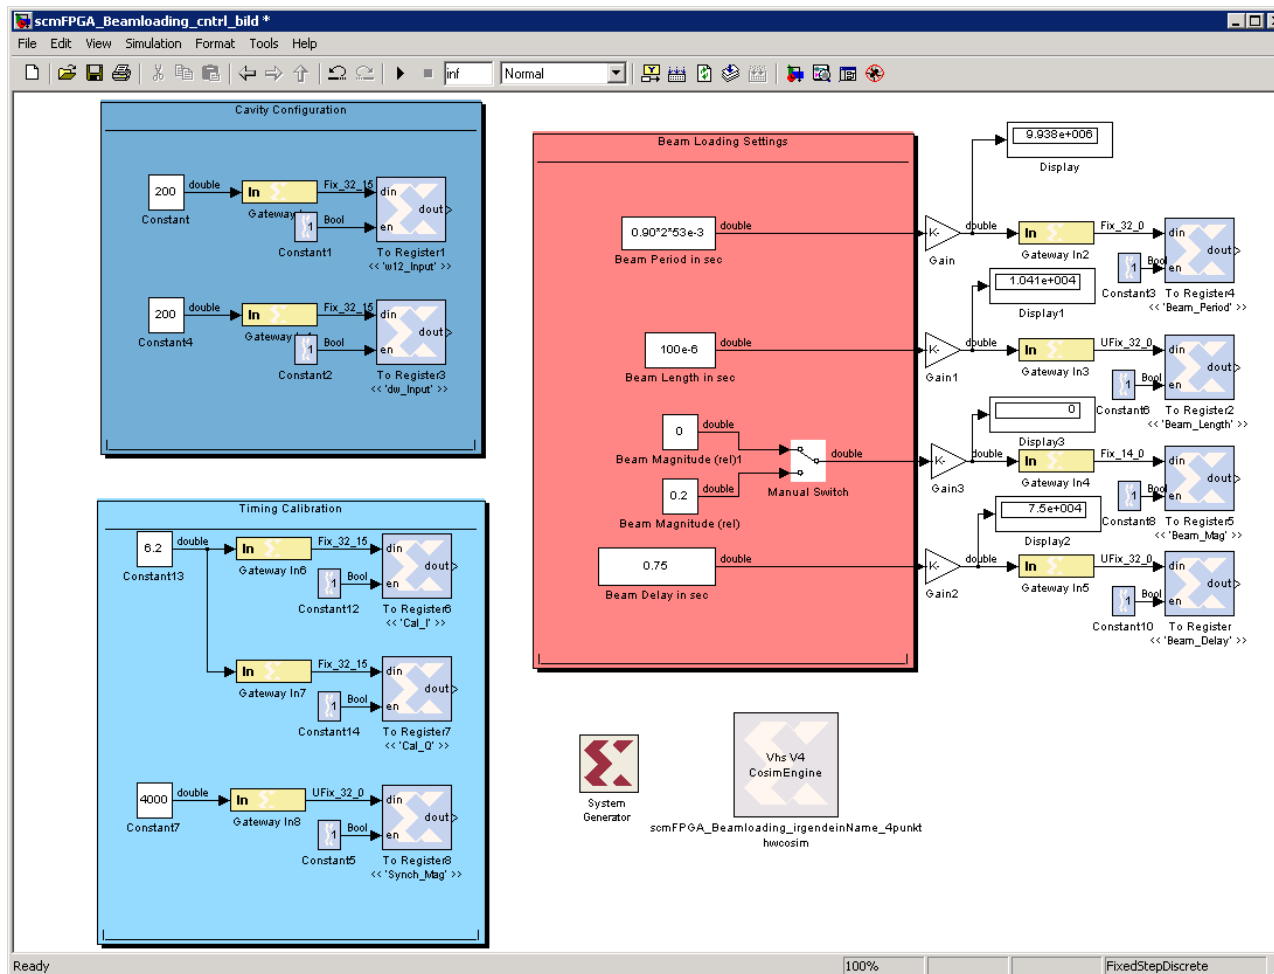 scmFPGA_Beamloading_cntrl_bild *
File Edit View Simulation Format Tools Help
inf Normal
Cavity Configuration
200 double In Fix_32_15 din
dout
Constant Bool
1 en
Constant1 To Register1
<< 'w12_Input' >>
200 double In Fix_32_15 din
dout
Constant4 Bool
1 en
Constant2 To Register3
<< 'dw_Input' >>
Timing Calibration
6.2 double In Fix_32_15 din
dout
Constant13 Gateway In6 Bool
1 en
Constant12 To Register6
<< 'Cal_I' >>
In Fix_32_15 din
dout
Gateway In7 Bool
1 en
Constant14 To Register7
<< 'Cal_Q' >>
4000 double In UFix_32_0 din
dout
Constant7 Gateway In8 Bool
1 en
Constant5 To Register8
<< 'Synch_Mag' >>
Beam Loading Settings
0.90*2*53e-3 double
Beam Period in sec
100e-6 double
Beam Length in sec
0 double
Beam Magnitude (rel)1
0.2 double
Beam Magnitude (rel)
Manual Switch
double
0.75 double
Beam Delay in sec
9.938e+006
Display
K- double In Fix_32_0 din
dout
Gain Gateway In2 Bool
1 en
Constant3 To Register4
<< 'Beam_Period' >>
1.041e+004
Display1
K- double In UFix_32_0 din
dout
Gain1 Gateway In3 Bool
1 en
Constant6 To Register2
<< 'Beam_Length' >>
0
Display3
K- double In Fix_14_0 din
dout
Gain3 Gateway In4 Bool
1 en
Constant8 To Register5
<< 'Beam_Mag' >>
7.5e+004
Display2
K- double In UFix_32_0 din
dout
Gain2 Gateway In5 Bool
1 en
Constant10 To Register
<< 'Beam_Delay' >>
System
Generator
Vhs V4
CosimEngine
scmFPGA_Beamloading_irgendeinName_4punkt
hwcosim
Ready 100% FixedStepDiscrete